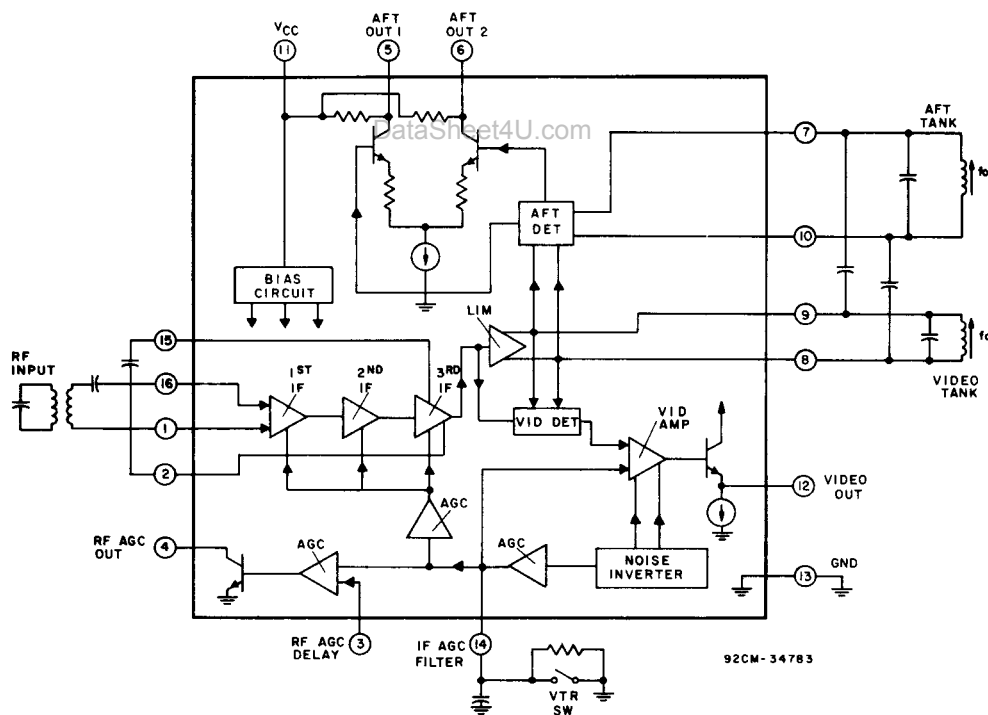 VCC
11
AFT
OUT 1
5
AFT
OUT 2
6
DataSheet4U.com
7
AFT
TANK
fo
AFT
DET
10
BIAS
CIRCUIT
LIM
9
fo
8
VIDEO
TANK
15
RF
INPUT
16
1ST
IF
2ND
IF
3RD
IF
1
2
VID DET
VID
AMP
12
VIDEO
OUT
AGC
RF AGC
OUT
4
AGC
AGC
NOISE
INVERTER
13
GND
RF AGC
DELAY
3
IF AGC
FILTER
14
VTR
SW
92CM-34783